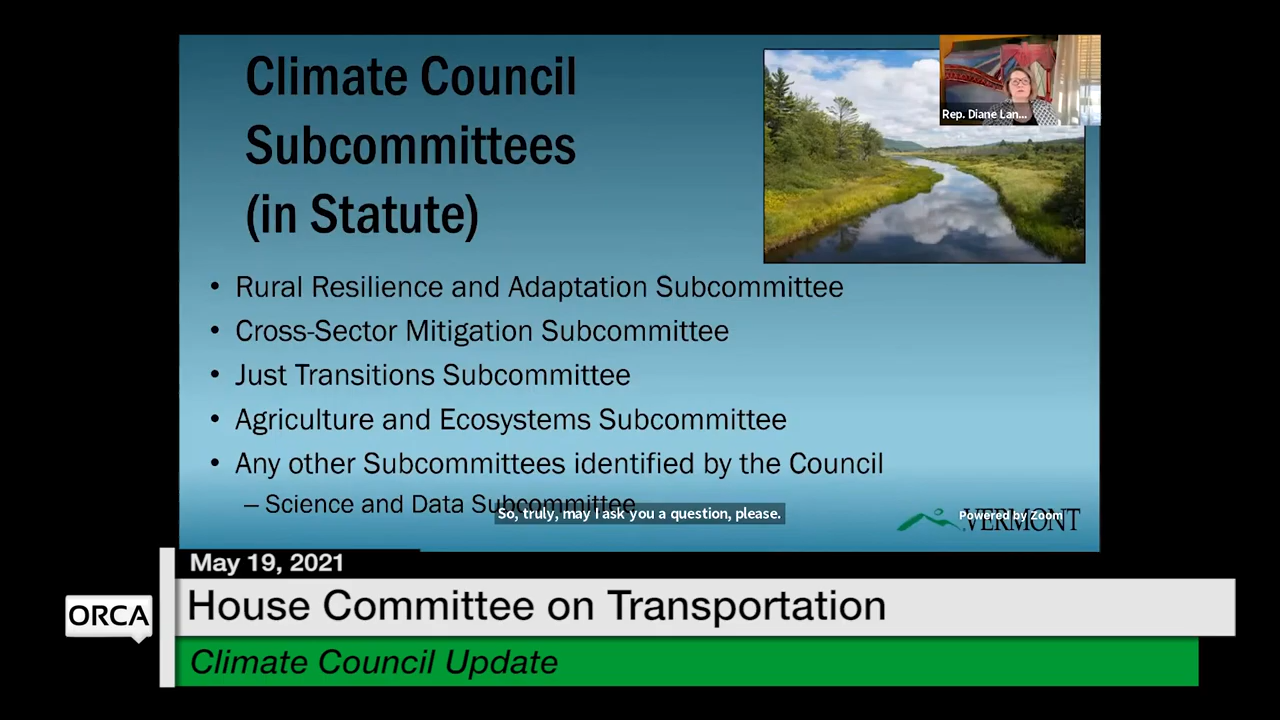 Climate Council
Subcommittees
(in Statute)
Rep. Diane Lan...
• Rural Resilience and Adaptation Subcommittee
• Cross-Sector Mitigation Subcommittee
• Just Transitions Subcommittee
• Agriculture and Ecosystems Subcommittee
• Any other Subcommittees identified by the Council
– Science and Data Subcommittee
So, truly, may I ask you a question, please.
Powered by Zoom
VERMONT
May 19, 2021
ORCA
House Committee on Transportation
Climate Council Update